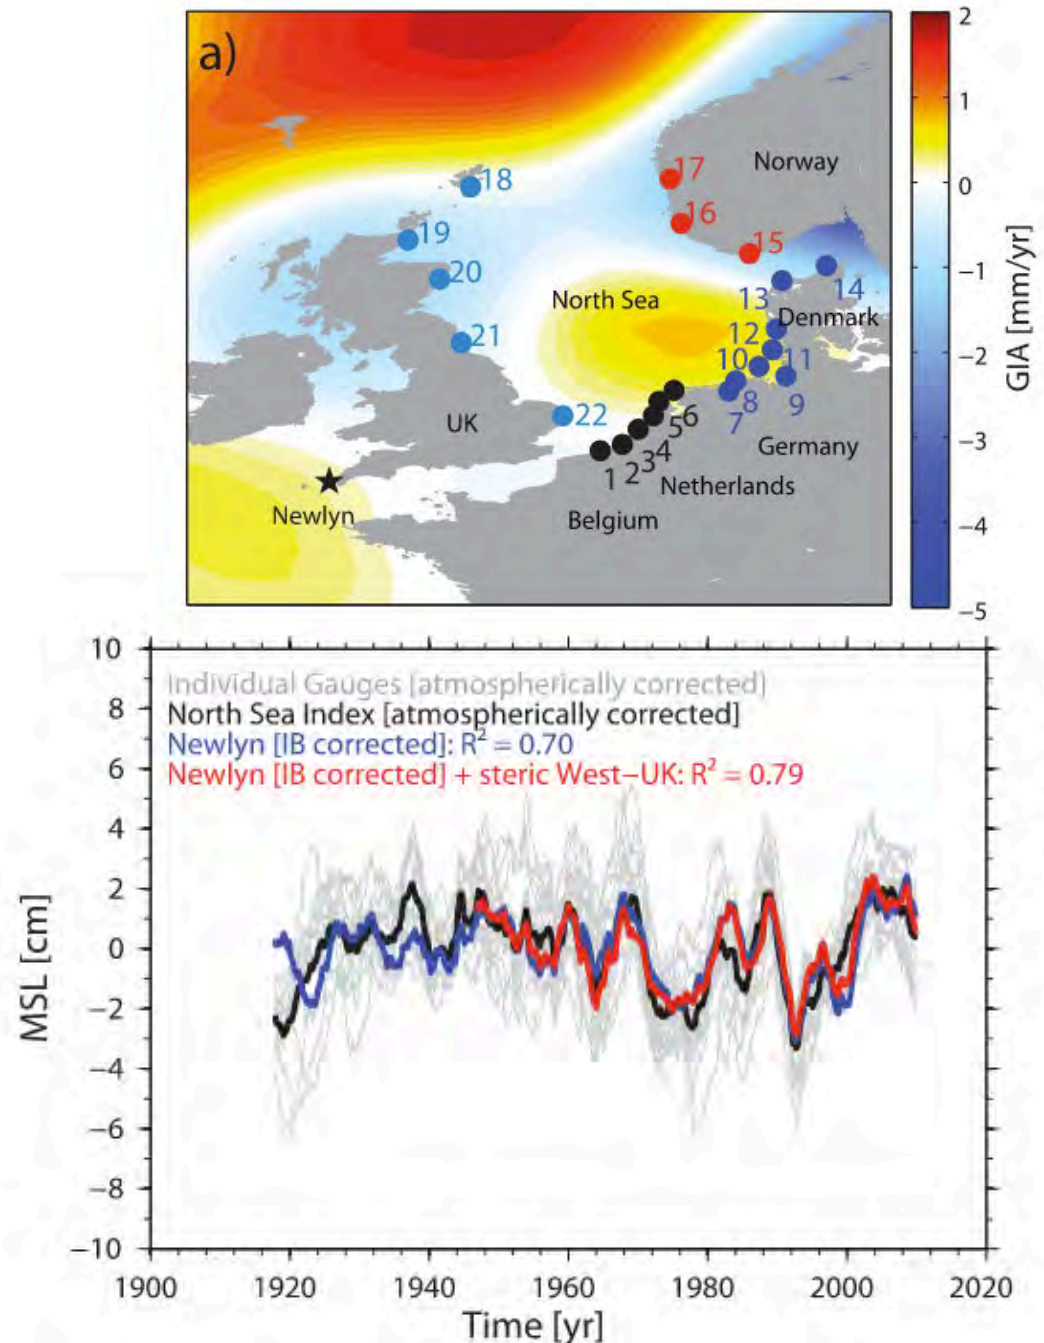 a)
2
1
0
−1
−2
−3
−4
−5
GIA [mm/yr]
Norway
17
18
16
19
15
20
North Sea
13
14
Denmark
21
12
10
11
22
8
9
7
UK
6
5
4
3
2
1
Germany
Netherlands
Newlyn
Belgium
10
8
6
4
2
0
−2
−4
−6
−8
−10
MSL [cm]
Individual Gauges [atmospherically corrected]
North Sea Index [atmospherically corrected]
Newlyn [IB corrected]: R² = 0.70
Newlyn [IB corrected] + steric West−UK: R² = 0.79
1900 1920 1940 1960 1980 2000 2020
Time [yr]